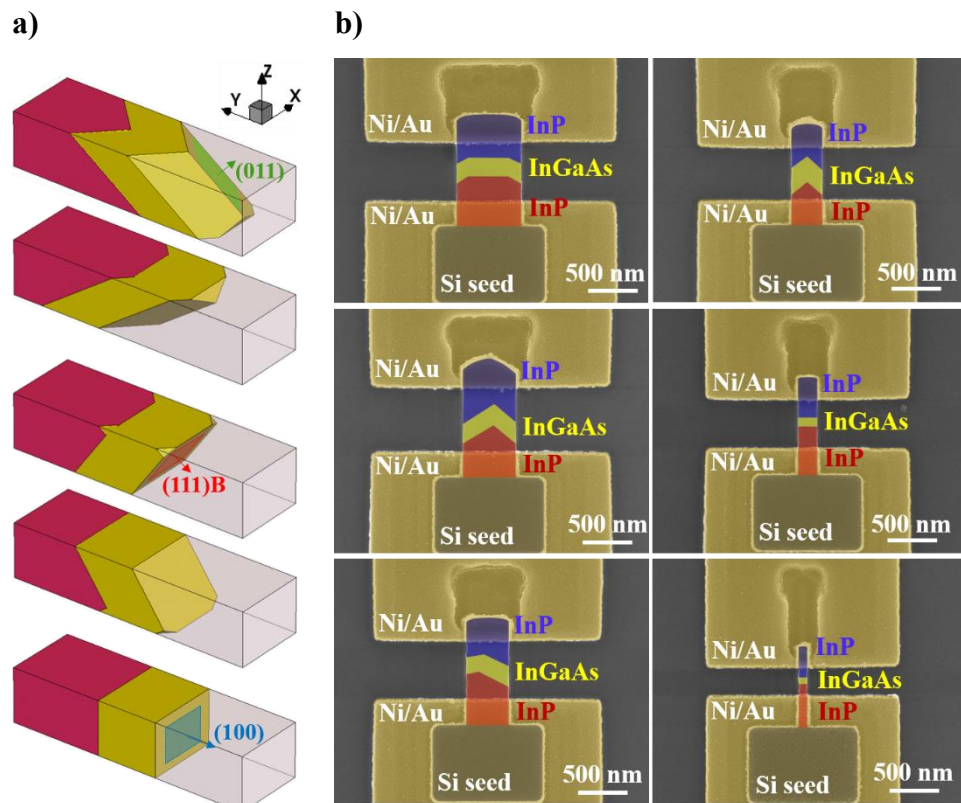 a)
b)
Z
Y
X
(011)
(111)B
(100)
Ni/Au
InP
InGaAs
Ni/Au
InP
Si seed
500 nm
Ni/Au
InP
InGaAs
Ni/Au
InP
Si seed
500 nm
Ni/Au
InP
InGaAs
Ni/Au
InP
Si seed
500 nm
Ni/Au
InP
InGaAs
Ni/Au
InP
Si seed
500 nm
Ni/Au
InP
InGaAs
Ni/Au
InP
Si seed
500 nm
Ni/Au
InP
InGaAs
Ni/Au
InP
Si seed
500 nm